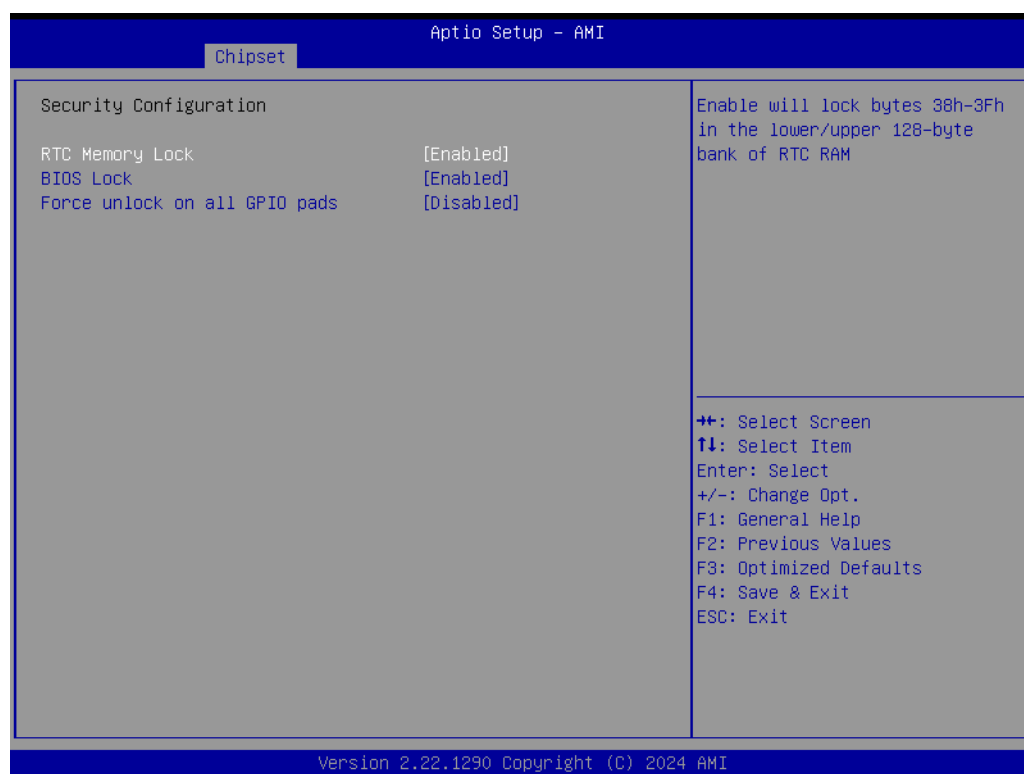 Aptio Setup – AMI
Chipset
Security Configuration
RTC Memory Lock [Enabled]
BIOS Lock [Enabled]
Force unlock on all GPIO pads [Disabled]
Enable will lock bytes 38h-3Fh
in the lower/upper 128-byte
bank of RTC RAM
→←: Select Screen
↑↓: Select Item
Enter: Select
+/-: Change Opt.
F1: General Help
F2: Previous Values
F3: Optimized Defaults
F4: Save & Exit
ESC: Exit
Version 2.22.1290 Copyright (C) 2024 AMI